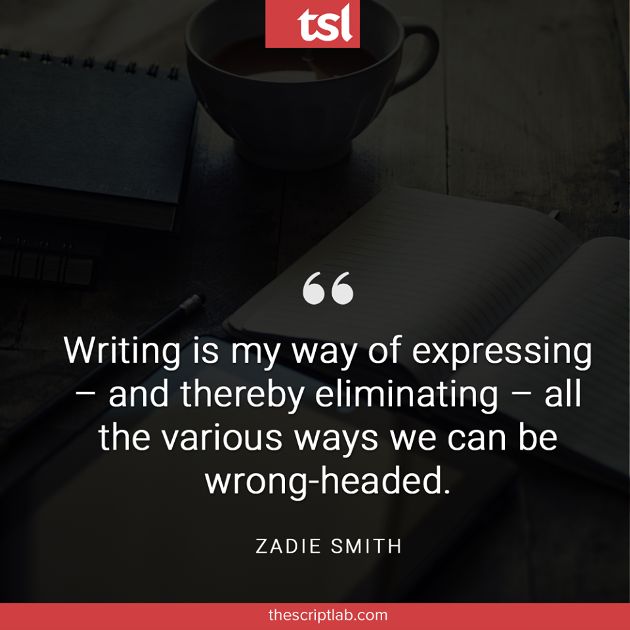 tsl
“
Writing is my way of expressing
– and thereby eliminating – all
the various ways we can be
wrong-headed.
ZADIE SMITH
thescriptlab.com